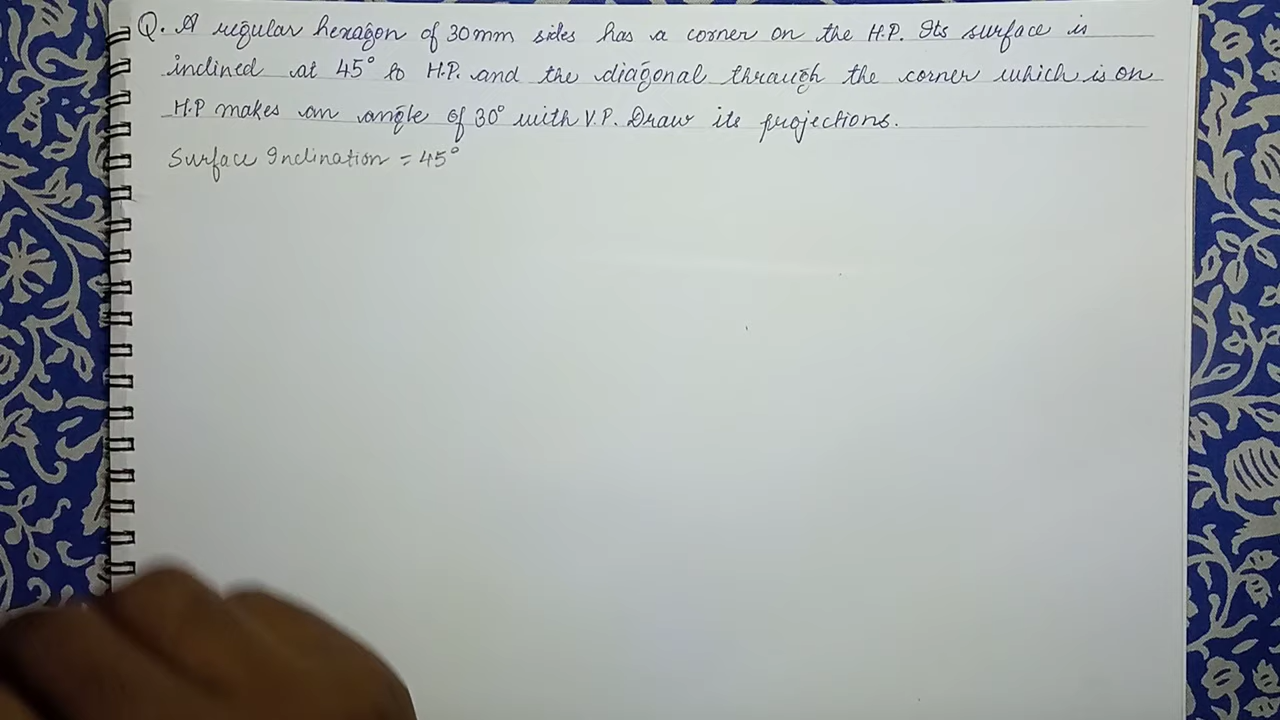 Q. A regular hexagon of 30mm sides has a corner on the H.P. Its surface is
inclined at 45° to H.P. and the diagonal through the corner which is on
H.P makes an angle of 30° with V.P. Draw its projections.
Surface Inclination = 45°